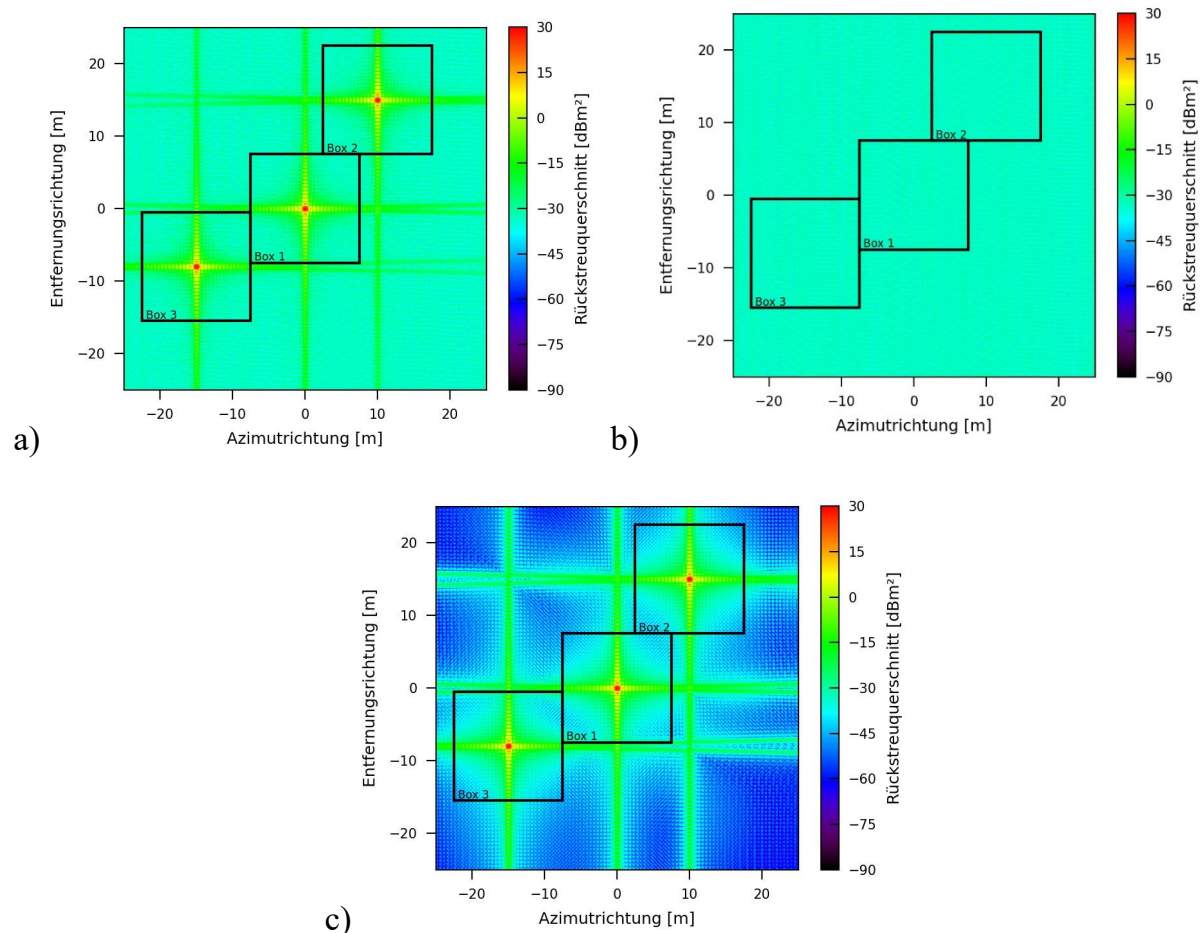 20
10
0
−10
−20
−20
−10
0
10
20
Entfernungsrichtung [m]
Azimutrichtung [m]
Box 2
Box 1
Box 3
30
15
0
−15
−30
−45
−60
−75
−90
Rückstreuquerschnitt [dBm²]
a)
20
10
0
−10
−20
−20
−10
0
10
20
Entfernungsrichtung [m]
Azimutrichtung [m]
Box 2
Box 1
Box 3
30
15
0
−15
−30
−45
−60
−75
−90
Rückstreuquerschnitt [dBm²]
b)
20
10
0
−10
−20
−20
−10
0
10
20
Entfernungsrichtung [m]
Azimutrichtung [m]
Box 2
Box 1
Box 3
30
15
0
−15
−30
−45
−60
−75
−90
Rückstreuquerschnitt [dBm²]
c)